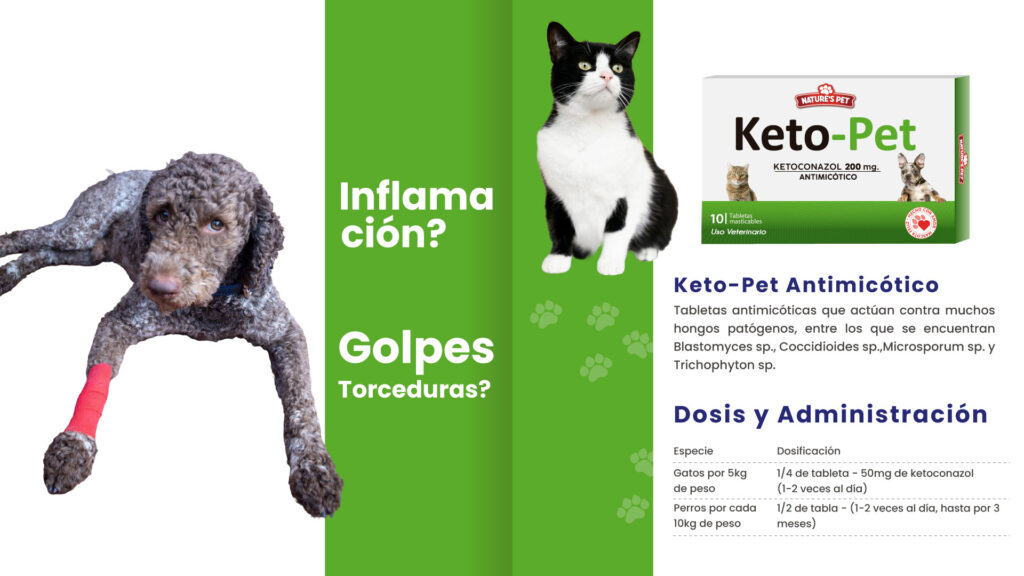 Inflama
ción?
Golpes
Torceduras?
NATURE'S PET
Keto-Pet
KETOCONAZOL 200 mg.
ANTIMICÓTICO
10| Tabletas
masticables
Uso Veterinario
NATURE'S PET
Keto-Pet Antimicótico
Tabletas antimicóticas que actúan contra muchos
hongos patógenos, entre los que se encuentran
Blastomyces sp., Coccidioides sp.,Microsporum sp. y
Trichophyton sp.
Dosis y Administración
Especie Dosificación
Gatos por 5kg 1/4 de tableta - 50mg de ketoconazol
de peso (1-2 veces al día)
Perros por cada 1/2 de tabla - (1-2 veces al día, hasta por 3
10kg de peso meses)